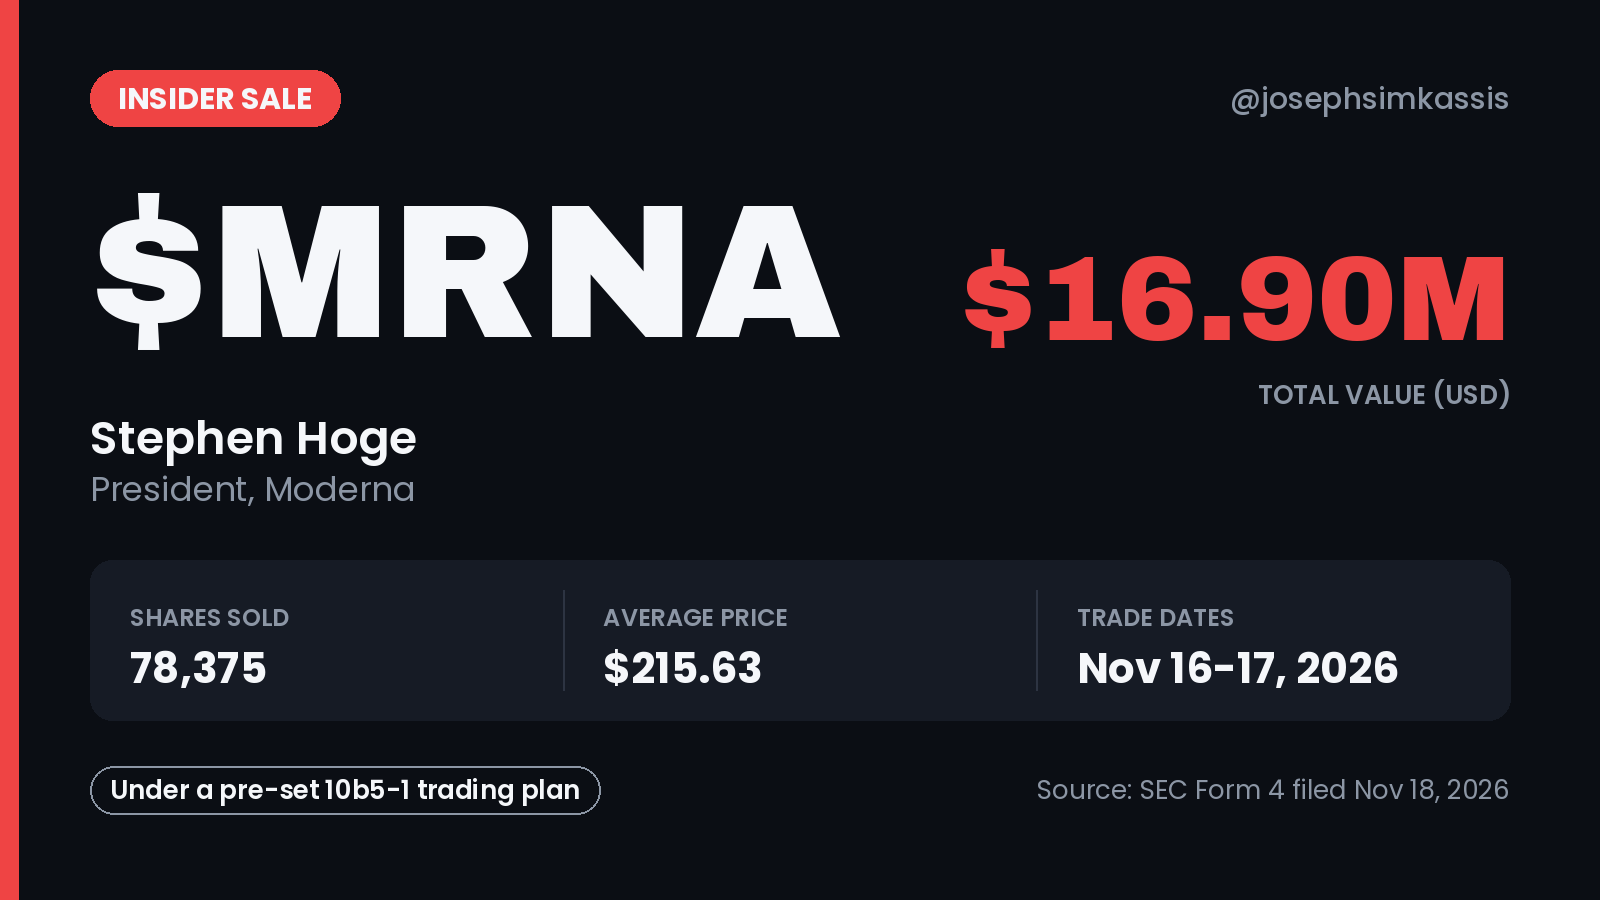 INSIDER SALE
@josephsimkassis
$MRNA
$16.90M
TOTAL VALUE (USD)
Stephen Hoge
President, Moderna
SHARES SOLD
78,375
AVERAGE PRICE
$215.63
TRADE DATES
Nov 16-17, 2026
Under a pre-set 10b5-1 trading plan
Source: SEC Form 4 filed Nov 18, 2026